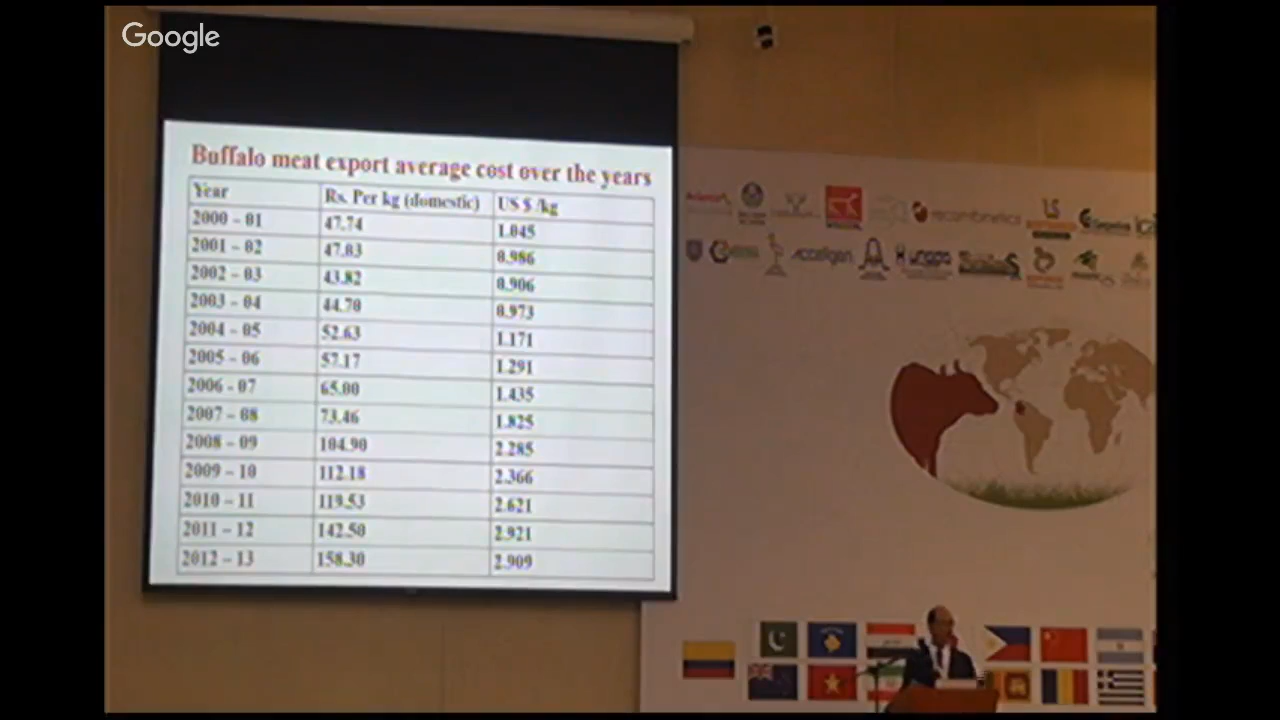 Google
Buffalo meat export average cost over the years
Year Rs. Per kg (domestic) US $ /kg
2000 - 01 47.74 1.045
2001 - 02 47.03 0.986
2002 - 03 43.82 0.906
2003 - 04 44.70 0.973
2004 - 05 52.63 1.171
2005 - 06 57.17 1.291
2006 - 07 65.00 1.435
2007 - 08 73.46 1.825
2008 - 09 104.90 2.285
2009 - 10 112.18 2.366
2010 - 11 119.53 2.621
2011 - 12 142.50 2.921
2012 - 13 158.30 2.909
recombinetics
Accelgen